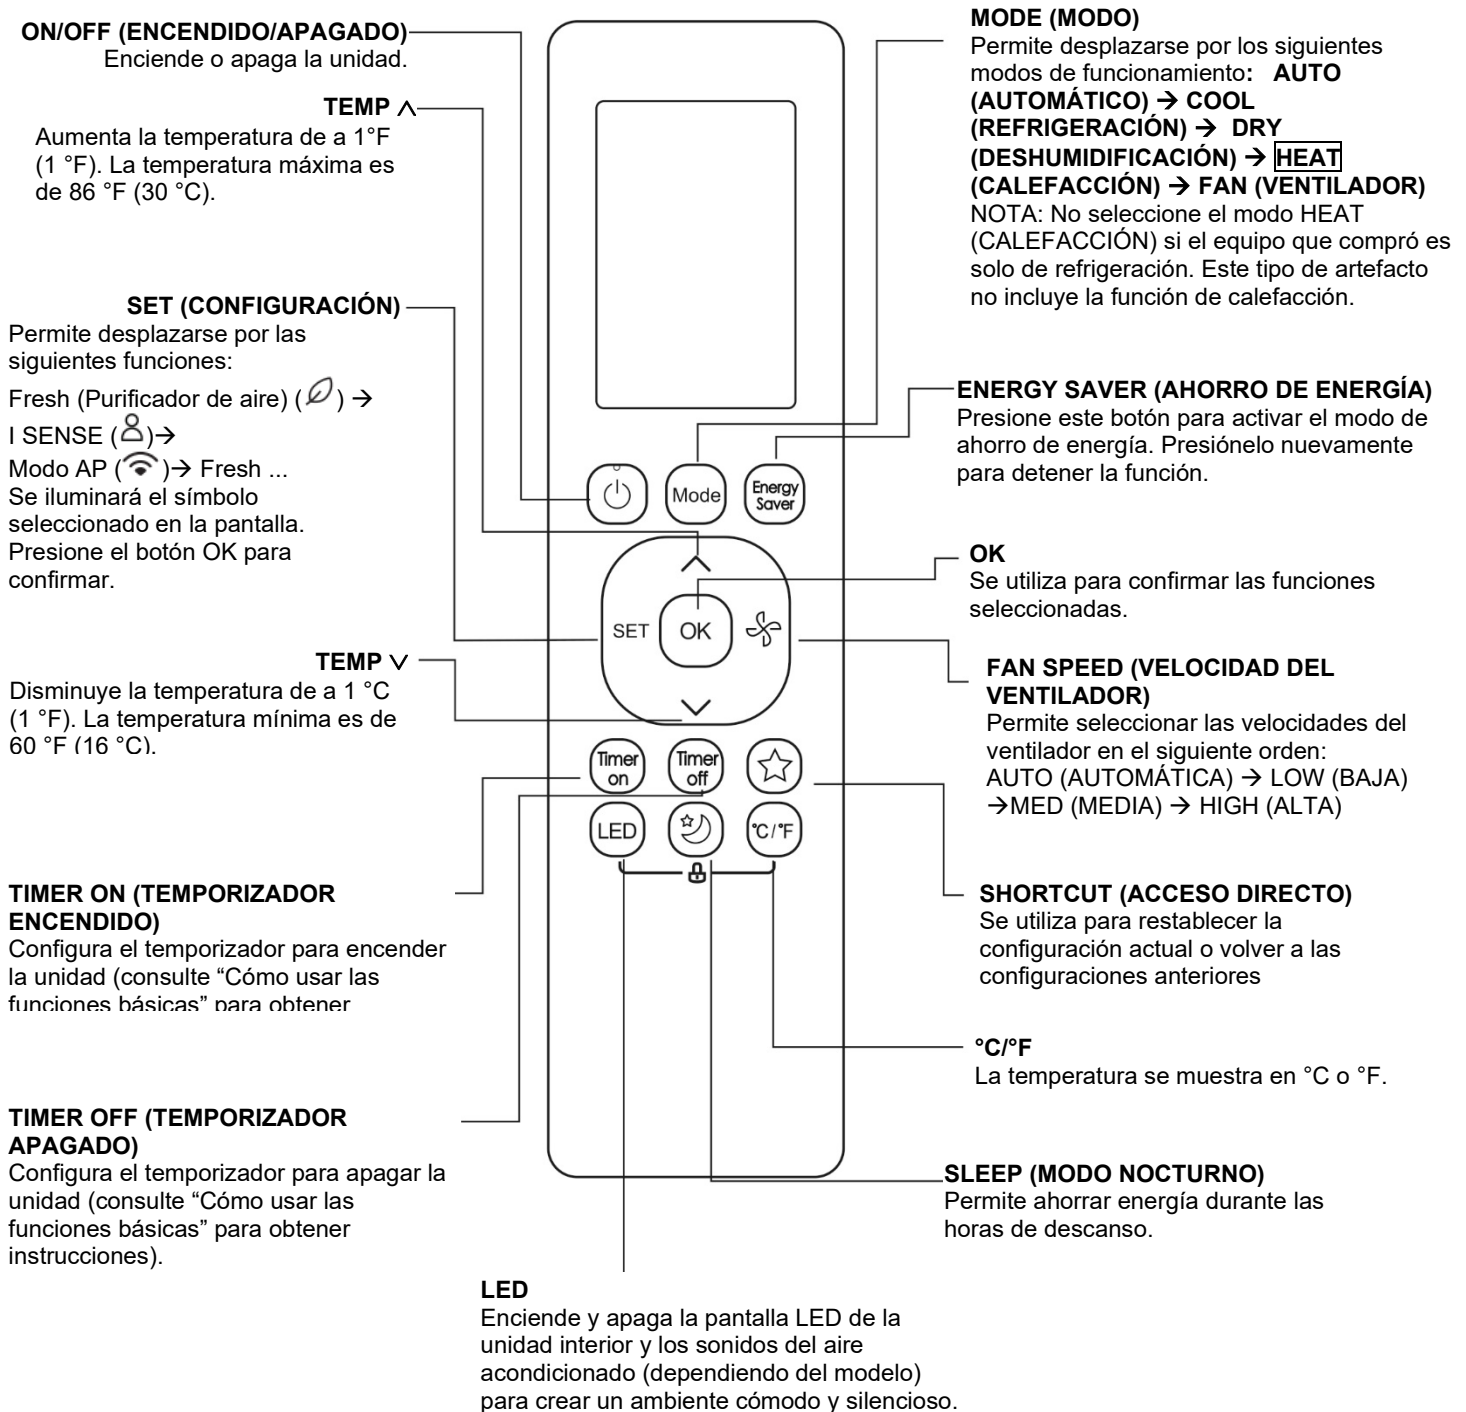 ON/OFF (ENCENDIDO/APAGADO)
Enciende o apaga la unidad.
TEMP ∧
Aumenta la temperatura de a 1°F
(1 °F). La temperatura máxima es
de 86 °F (30 °C).
SET (CONFIGURACIÓN)
Permite desplazarse por las
siguientes funciones:
Fresh (Purificador de aire) ( ) →
I SENSE ( )→
Modo AP ( )→ Fresh ...
Se iluminará el símbolo
seleccionado en la pantalla.
Presione el botón OK para
confirmar.
TEMP ∨
Disminuye la temperatura de a 1 °C
(1 °F). La temperatura mínima es de
60 °F (16 °C).
TIMER ON (TEMPORIZADOR
ENCENDIDO)
Configura el temporizador para encender
la unidad (consulte “Cómo usar las
funciones básicas” para obtener
TIMER OFF (TEMPORIZADOR
APAGADO)
Configura el temporizador para apagar la
unidad (consulte “Cómo usar las
funciones básicas” para obtener
instrucciones).
Mode
Energy
Saver
SET
OK
Timer
on
Timer
off
LED
°C/°F
LED
Enciende y apaga la pantalla LED de la
unidad interior y los sonidos del aire
acondicionado (dependiendo del modelo)
para crear un ambiente cómodo y silencioso.
MODE (MODO)
Permite desplazarse por los siguientes
modos de funcionamiento: AUTO
(AUTOMÁTICO) → COOL
(REFRIGERACIÓN) → DRY
(DESHUMIDIFICACIÓN) → HEAT
(CALEFACCIÓN) → FAN (VENTILADOR)
NOTA: No seleccione el modo HEAT
(CALEFACCIÓN) si el equipo que compró es
solo de refrigeración. Este tipo de artefacto
no incluye la función de calefacción.
ENERGY SAVER (AHORRO DE ENERGÍA)
Presione este botón para activar el modo de
ahorro de energía. Presiónelo nuevamente
para detener la función.
OK
Se utiliza para confirmar las funciones
seleccionadas.
FAN SPEED (VELOCIDAD DEL
VENTILADOR)
Permite seleccionar las velocidades del
ventilador en el siguiente orden:
AUTO (AUTOMÁTICA) → LOW (BAJA)
→MED (MEDIA) → HIGH (ALTA)
SHORTCUT (ACCESO DIRECTO)
Se utiliza para restablecer la
configuración actual o volver a las
configuraciones anteriores
°C/°F
La temperatura se muestra en °C o °F.
SLEEP (MODO NOCTURNO)
Permite ahorrar energía durante las
horas de descanso.